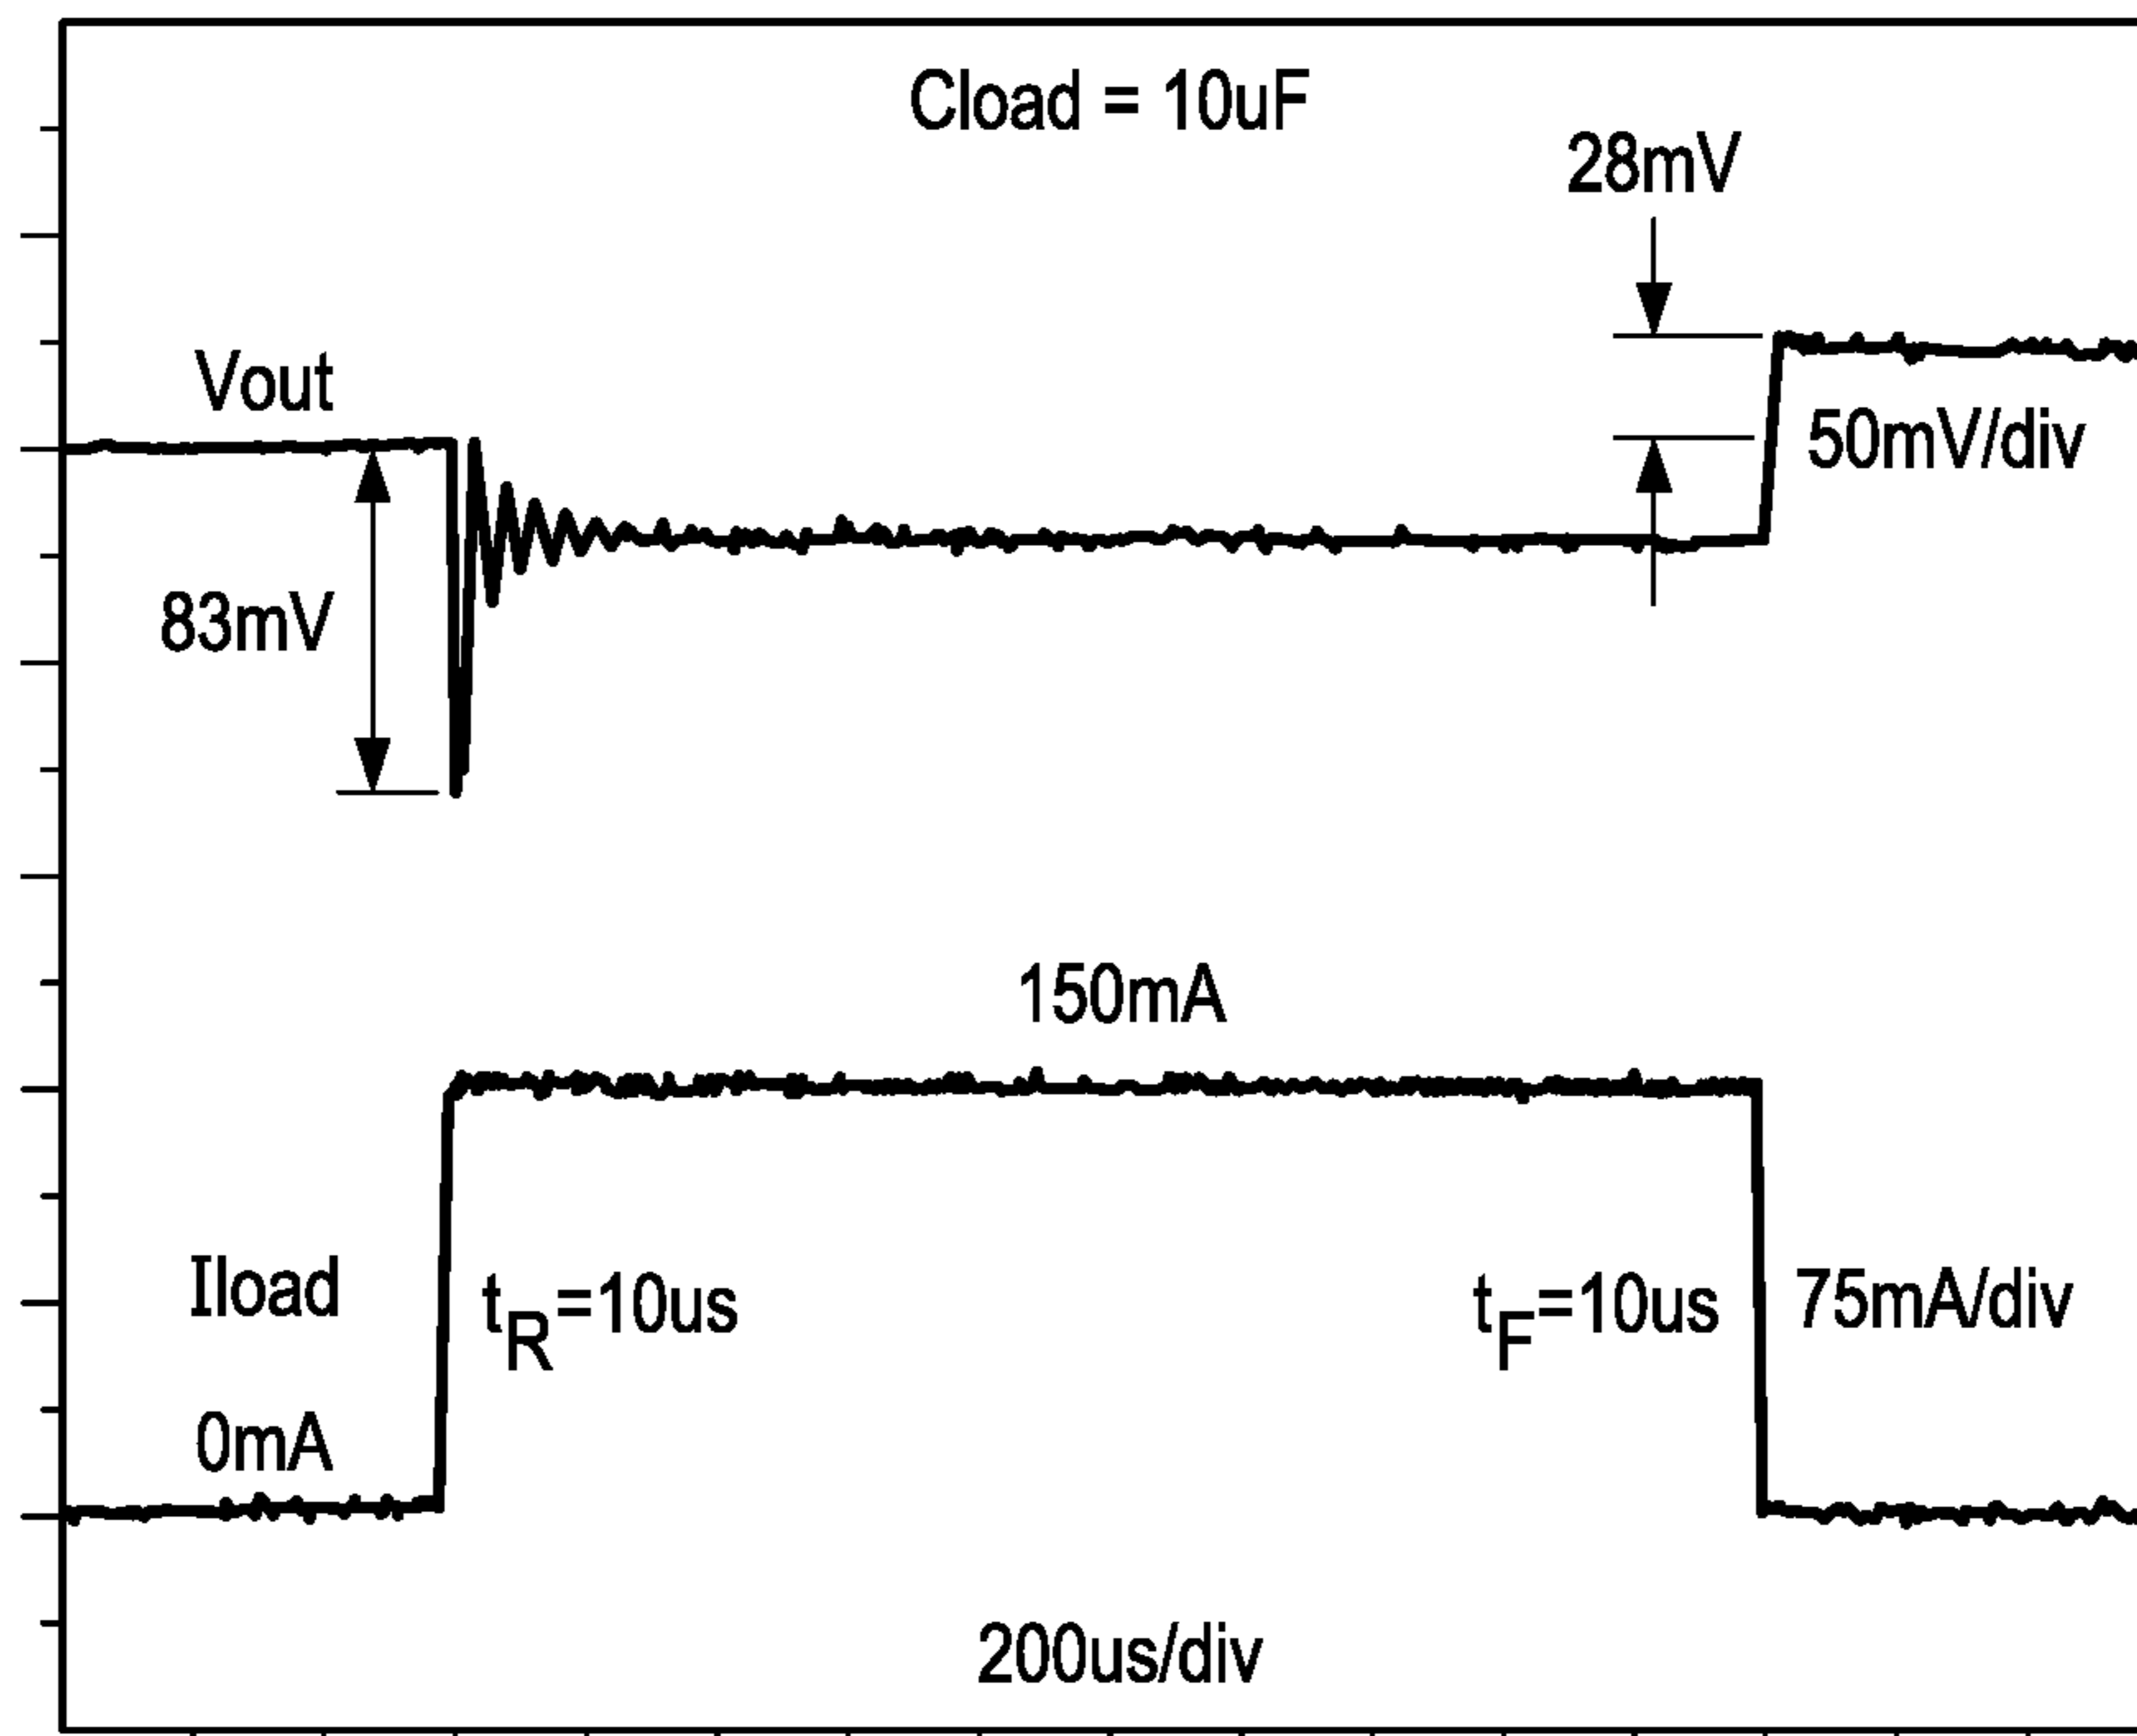 Cload = 10uF
28mV
Vout
50mV/div
83mV
150mA
Iload
tR=10us
tF=10us
75mA/div
0mA
200us/div